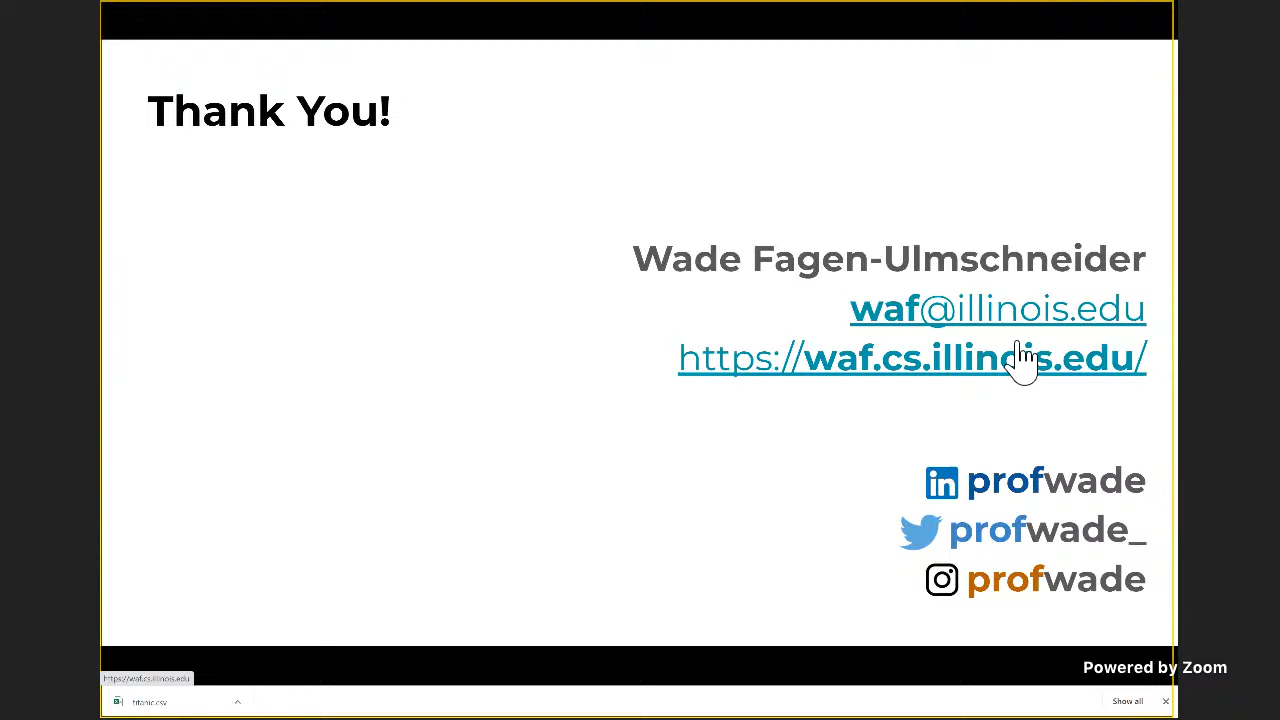 Thank You!
Wade Fagen-Ulmschneider
waf@illinois.edu
https://waf.cs.illinois.edu/
in profwade
profwade_
profwade
Powered by Zoom
https://waf.cs.illinois.edu
titanic.csv
Show all